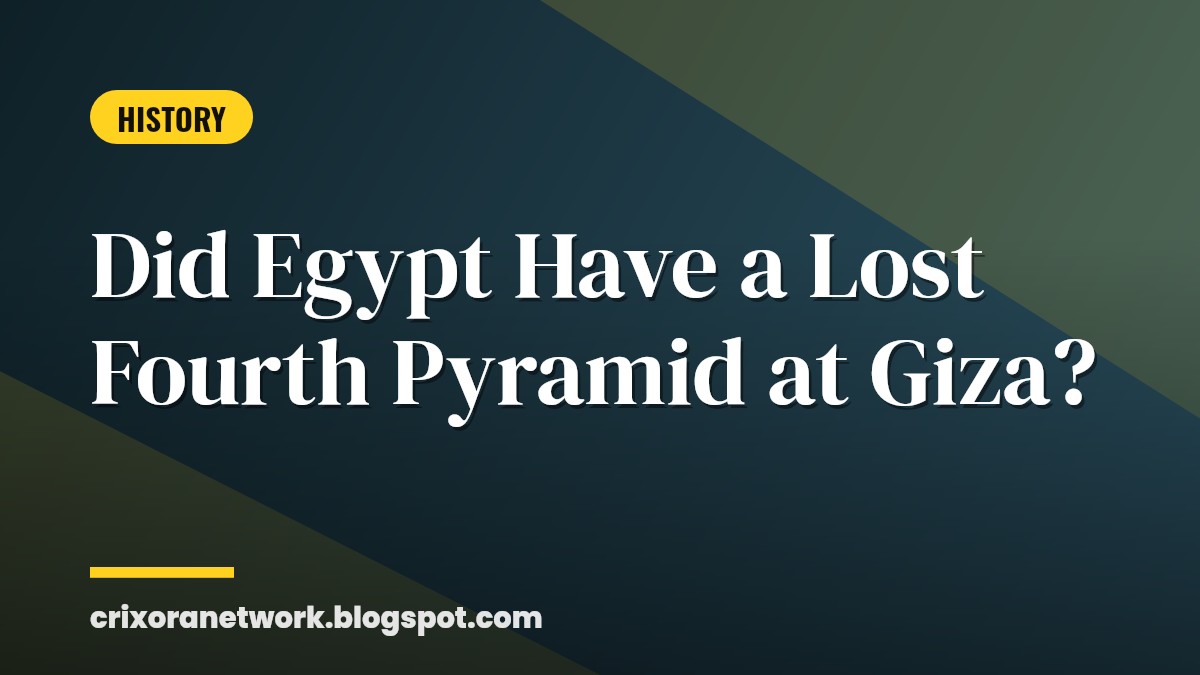 HISTORY
Did Egypt Have a Lost
Fourth Pyramid at Giza?
crixoranetwork.blogspot.com